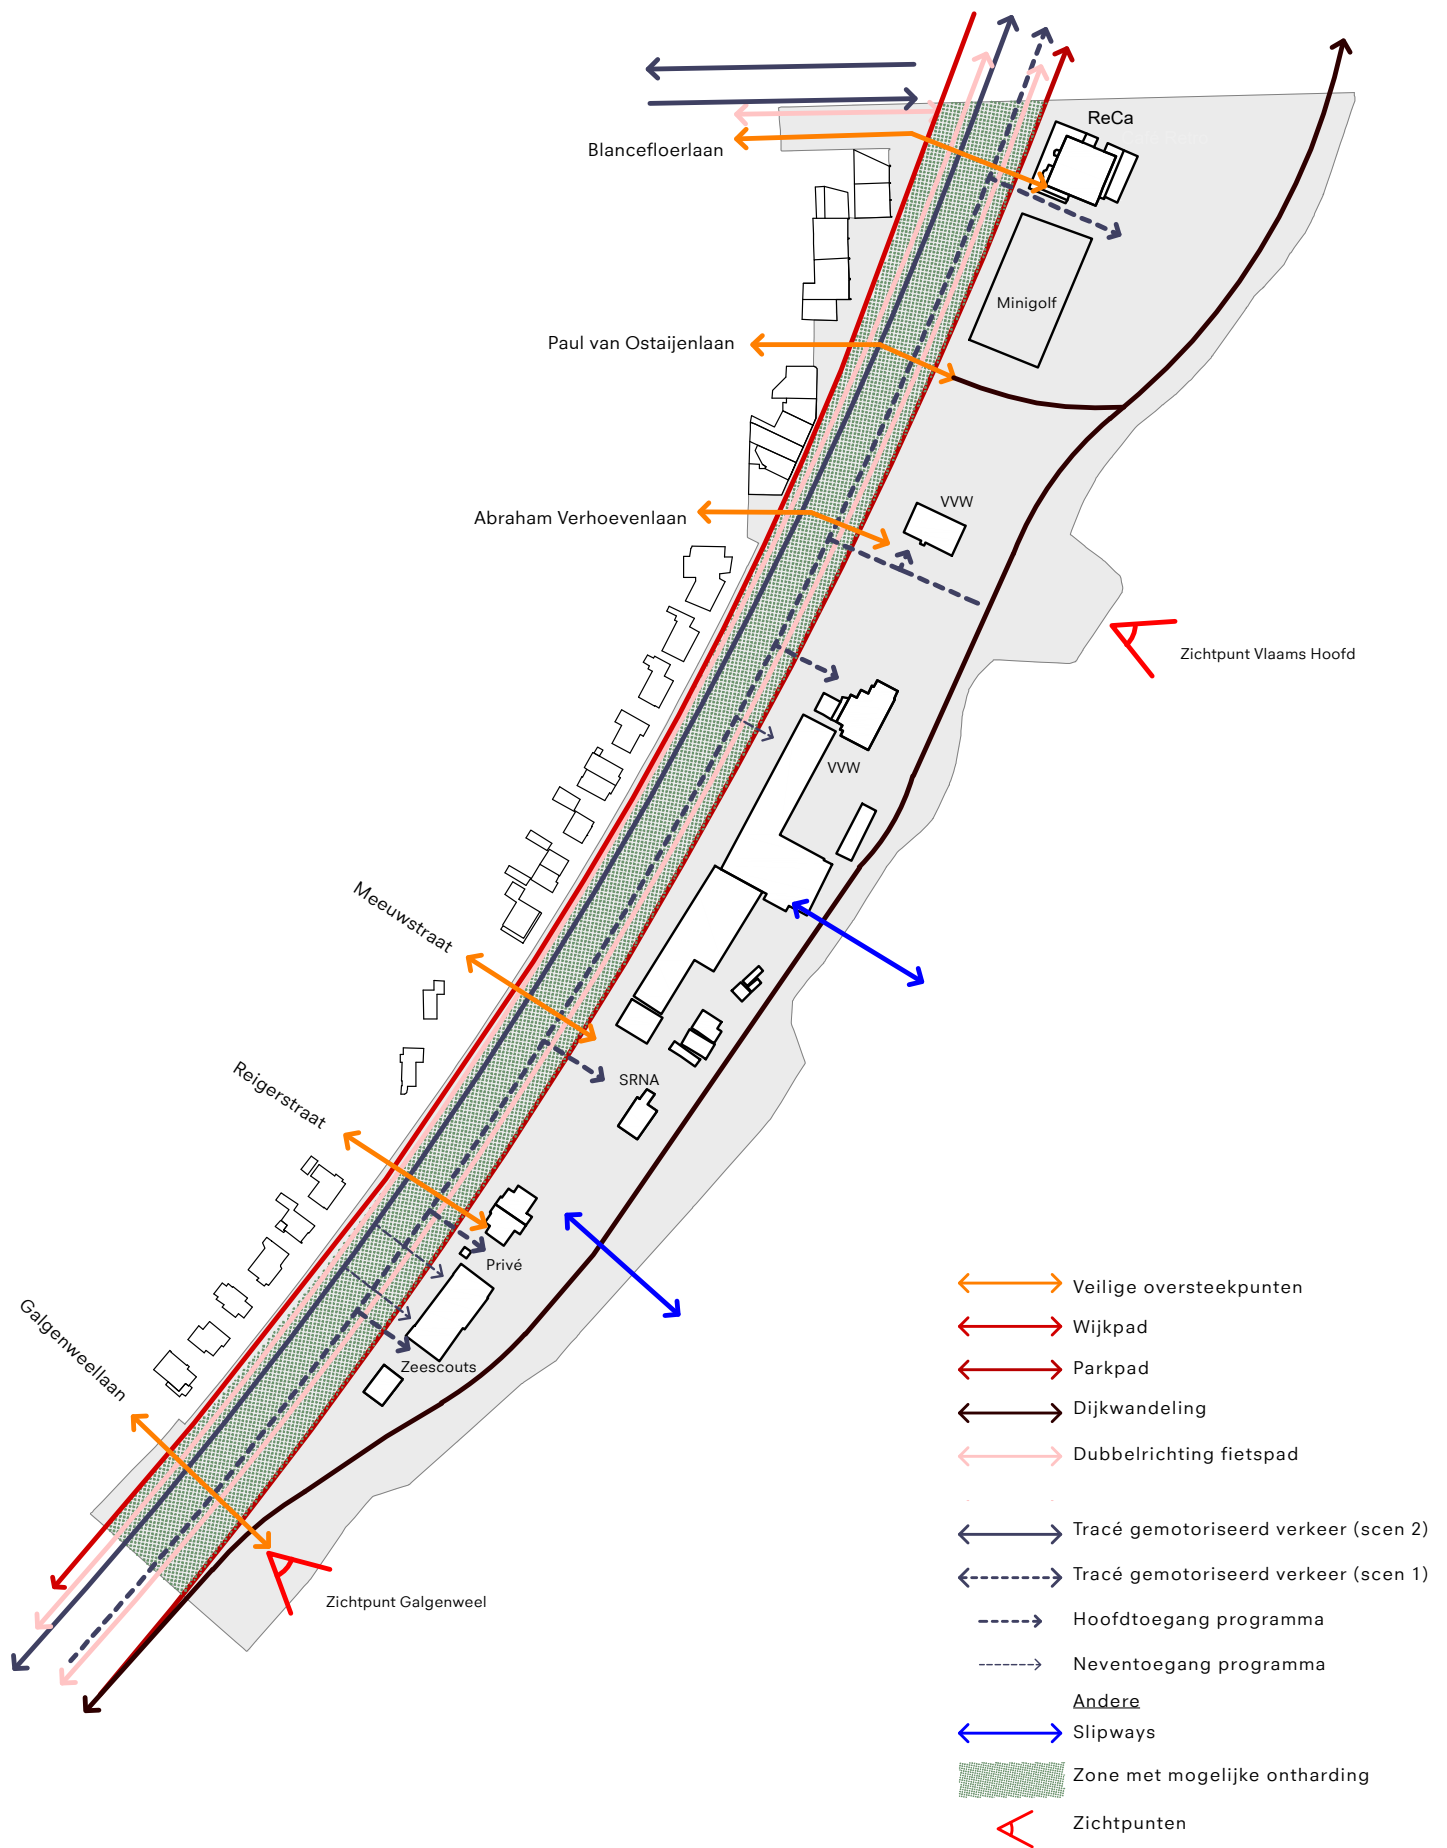 ReCa
Blancefloerlaan
Minigolf
Paul van Ostaijenlaan
VVW
Abraham Verhoevenlaan
Zichtpunt Vlaams Hoofd
VVW
Meeuwstraat
Reigerstraat
SRNA
Privé
Galgenweellaan
Zeescouts
Zichtpunt Galgenweel
Veilige oversteekpunten
Wijkpad
Parkpad
Dijkwandeling
Dubbelrichting fietspad
Tracé gemotoriseerd verkeer (scen 2)
Tracé gemotoriseerd verkeer (scen 1)
Hoofdtoegang programma
Neventoegang programma
Andere
Slipways
Zone met mogelijke ontharding
Zichtpunten